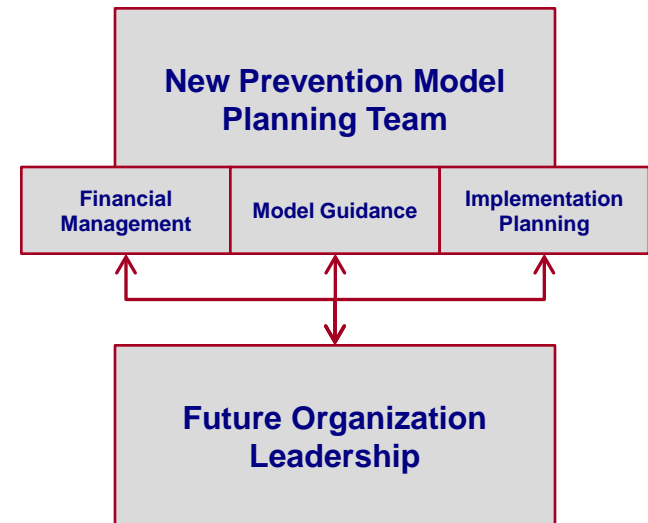 New Prevention Model
Planning Team
Financial
Management
Model Guidance
Implementation
Planning
Future Organization
Leadership